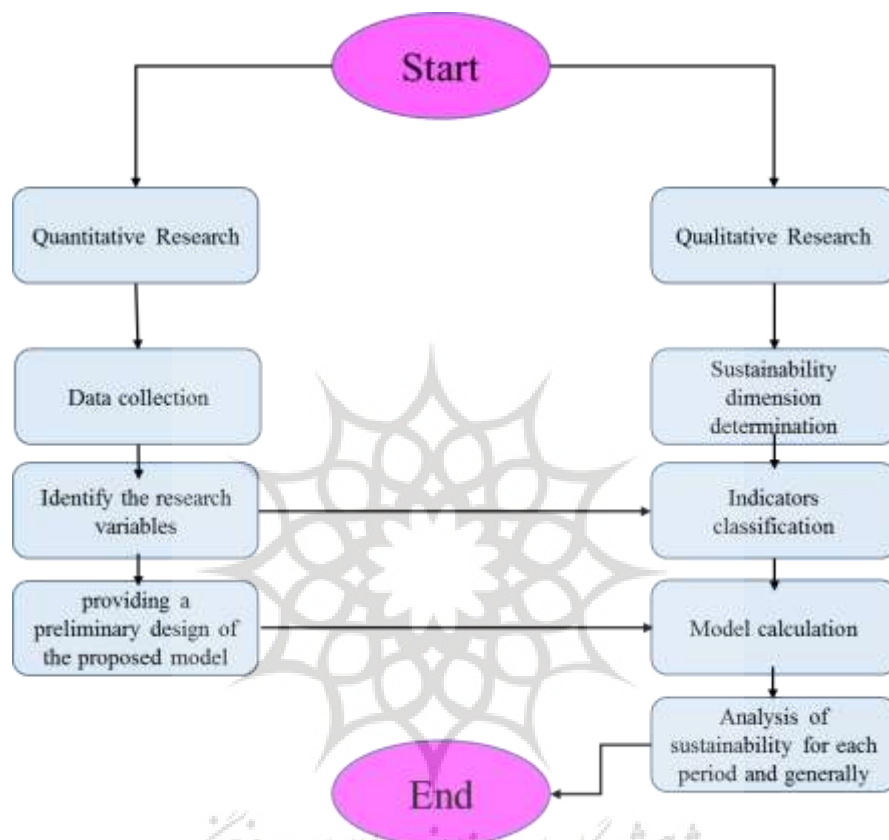 Start
Quantitative Research
Qualitative Research
Data collection
Sustainability
dimension
determination
Identify the research
variables
Indicators
classification
providing a
preliminary design of
the proposed model
Model calculation
Analysis of
sustainability for each
period and generally
End